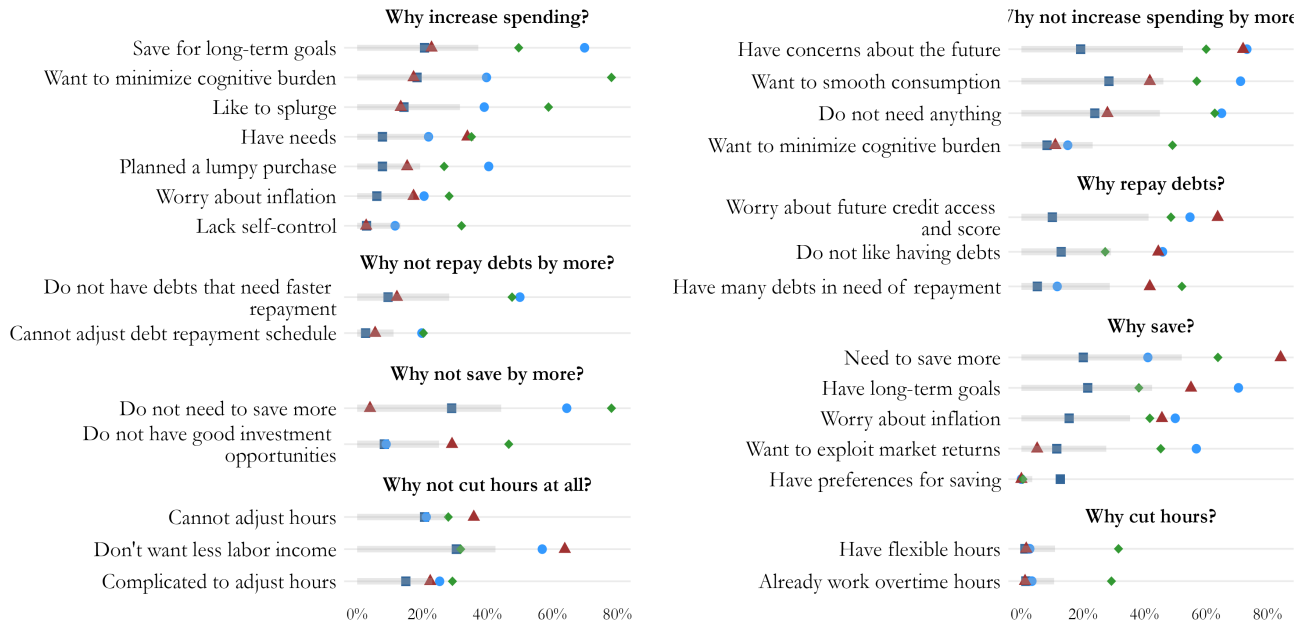 Why increase spending?
Save for long-term goals
Want to minimize cognitive burden
Like to splurge
Have needs
Planned a lumpy purchase
Worry about inflation
Lack self-control
Why not repay debts by more?
Do not have debts that need faster
repayment
Cannot adjust debt repayment schedule
Why not save by more?
Do not need to save more
Do not have good investment
opportunities
Why not cut hours at all?
Cannot adjust hours
Don't want less labor income
Complicated to adjust hours
0% 20% 40% 60% 80%
hy not increase spending by more
Have concerns about the future
Want to smooth consumption
Do not need anything
Want to minimize cognitive burden
Why repay debts?
Worry about future credit access
and score
Do not like having debts
Have many debts in need of repayment
Why save?
Need to save more
Have long-term goals
Worry about inflation
Want to exploit market returns
Have preferences for saving
Why cut hours?
Have flexible hours
Already work overtime hours
0% 20% 40% 60% 80%